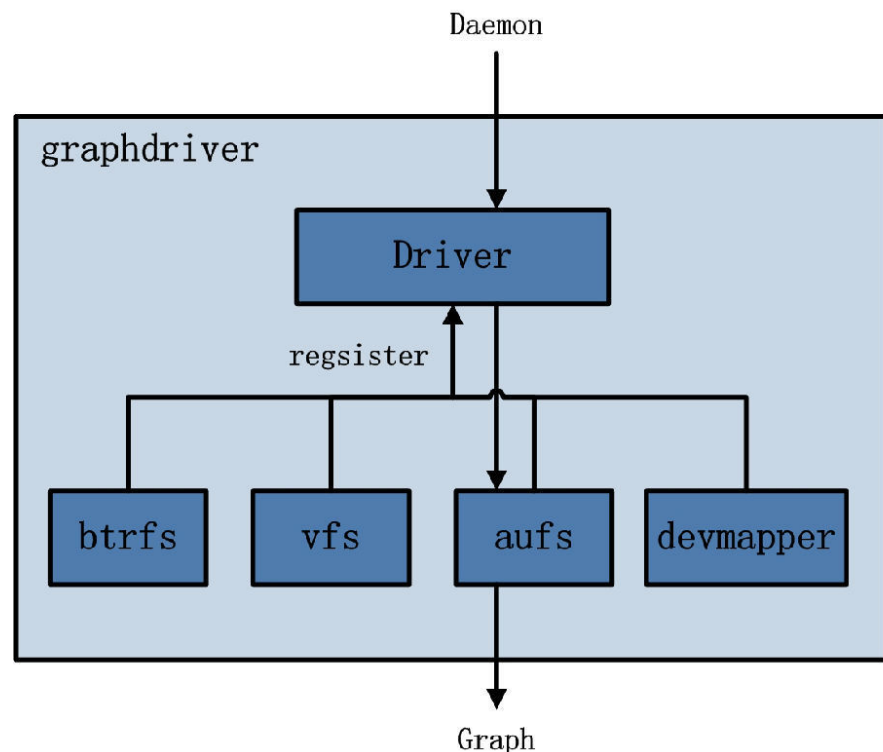 Daemon
graphdriver
Driver
regsister
btrfs vfs aufs devmapper
Graph